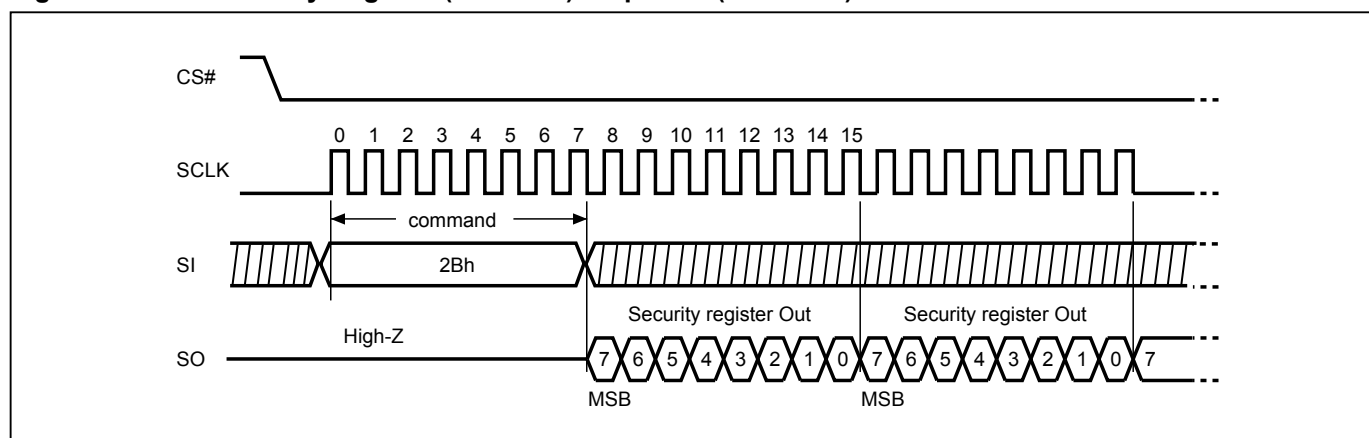 CS#
0 1 2 3 4 5 6 7 8 9 10 11 12 13 14 15
SCLK
command
SI
2Bh
Security register Out Security register Out
High-Z
SO
7 6 5 4 3 2 1 0 7 6 5 4 3 2 1 0 7
MSB MSB